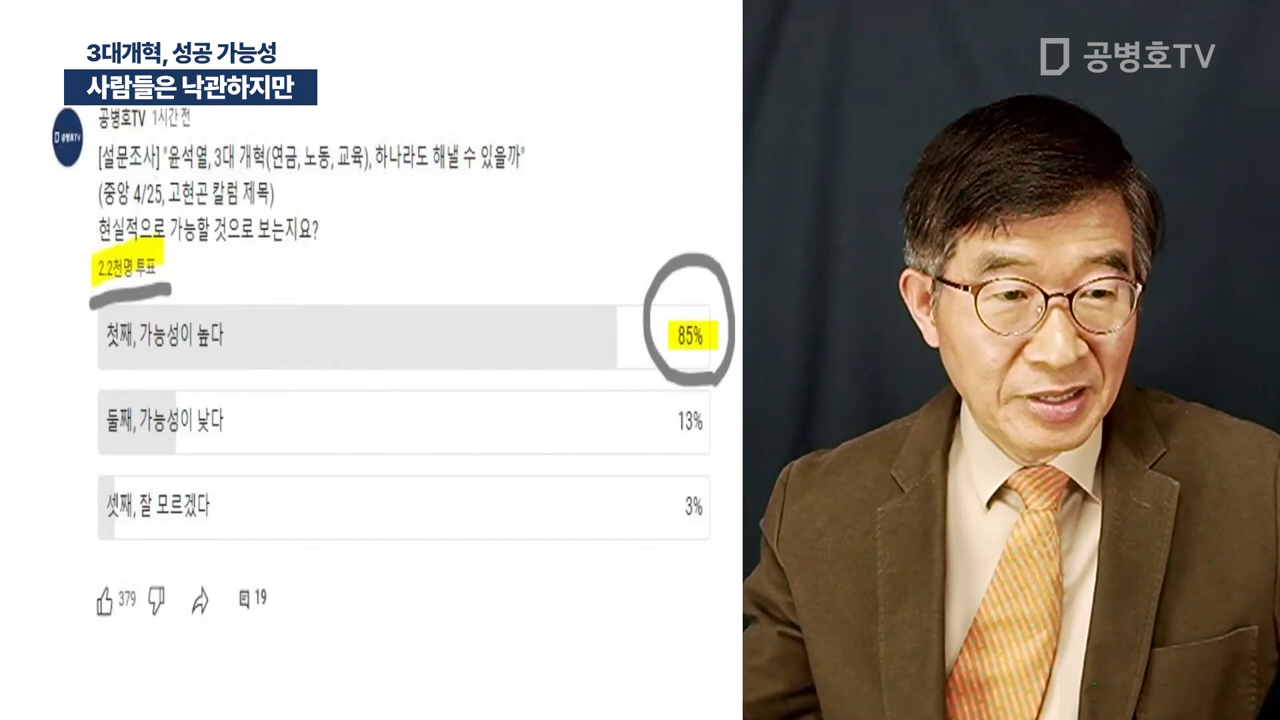 3대개혁, 성공 가능성
사람들은 낙관하지만
공병호TV
공병호TV
공병호TV 1시간 전
[설문조사] "윤석열, 3대 개혁(연금, 노동, 교육), 하나라도 해낼 수 있을까"
(중앙 4/25, 고현곤 칼럼 제목)
현실적으로 가능할 것으로 보는지요?
2.2천명 투표
첫째, 가능성이 높다 85%
둘째, 가능성이 낮다 13%
셋째, 잘 모르겠다 3%
379 19